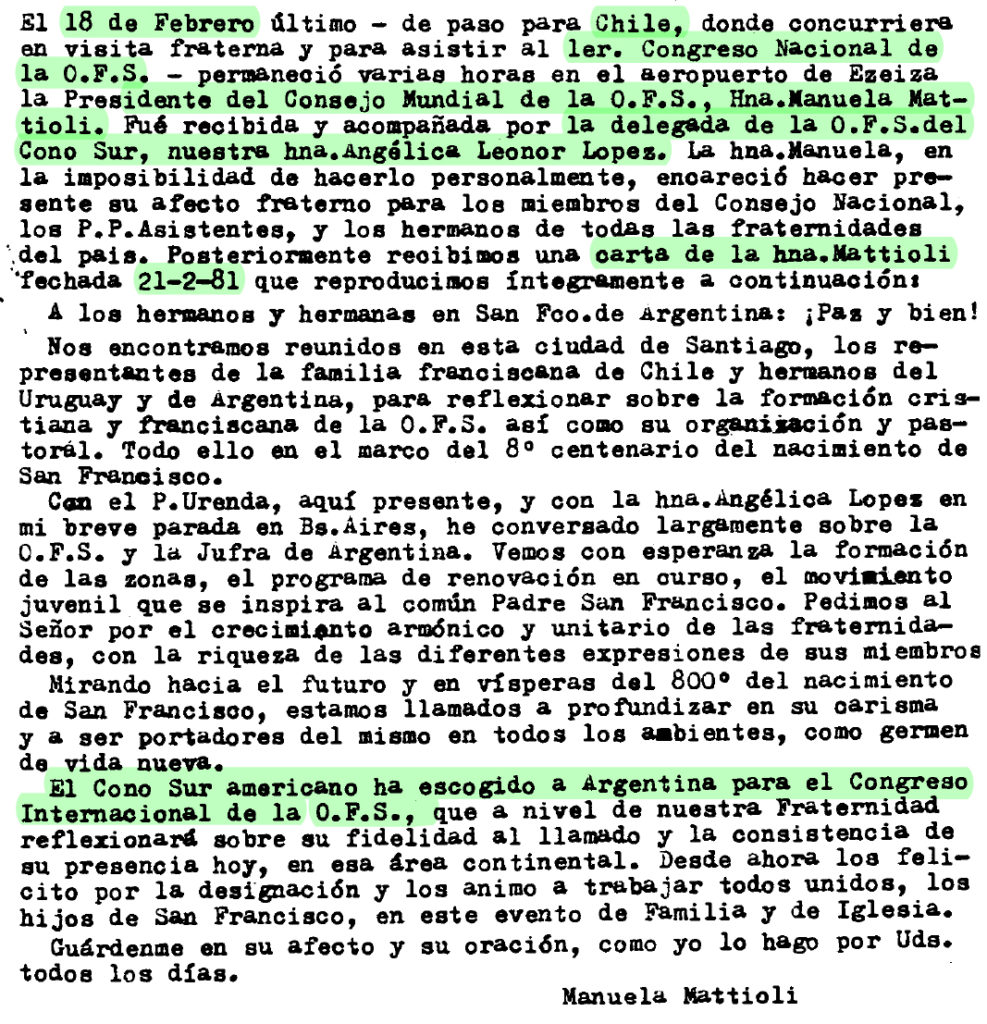 El 18 de Febrero último - de paso para Chile, donde concurriera
en visita fraterna y para asistir al 1er. Congreso Nacional de
la O.F.S. - permaneció varias horas en el aeropuerto de Ezeiza
la Presidente del Consejo Mundial de la O.F.S., Hna.Manuela Mat-
tioli. Fué recibida y acompañada por la delegada de la O.F.S.del
Cono Sur, nuestra hna.Angélica Leonor Lopez. La hna.Manuela, en
la imposibilidad de hacerlo personalmente, encareció hacer pre-
sente su afecto fraterno para los miembros del Consejo Nacional,
los P.P.Asistentes, y los hermanos de todas las fraternidades
del pais. Posteriormente recibimos una carta de la hna.Mattioli
fechada 21-2-81 que reproducimos íntegramente a continuación:
A los hermanos y hermanas en San Fco.de Argentina: ¡Paz y bien!
Nos encontramos reunidos en esta ciudad de Santiago, los re-
presentantes de la familia franciscana de Chile y hermanos del
Uruguay y de Argentina, para reflexionar sobre la formación cris-
tiana y franciscana de la O.F.S. así como su organización y pas-
toral. Todo ello en el marco del 8º centenario del nacimiento de
San Francisco.
Con el P.Urenda, aquí presente, y con la hna.Angélica Lopez en
mi breve parada en Bs.Aires, he conversado largamente sobre la
O.F.S. y la Jufra de Argentina. Vemos con esperanza la formación
de las zonas, el programa de renovación en curso, el movimiento
juvenil que se inspira al común Padre San Francisco. Pedimos al
Señor por el crecimiento armónico y unitario de las fraternida-
des, con la riqueza de las diferentes expresiones de sus miembros
Mirando hacia el futuro y en vísperas del 800º del nacimiento
de San Francisco, estamos llamados a profundizar en su carisma
y a ser portadores del mismo en todos los ambientes, como germen
de vida nueva.
El Cono Sur americano ha escogido a Argentina para el Congreso
Internacional de la O.F.S., que a nivel de nuestra Fraternidad
reflexionará sobre su fidelidad al llamado y la consistencia de
su presencia hoy, en esa área continental. Desde ahora los feli-
cito por la designación y los animo a trabajar todos unidos, los
hijos de San Francisco, en este evento de Familia y de Iglesia.
Guárdenme en su afecto y su oración, como yo lo hago por Uds.
todos los días.
Manuela Mattioli